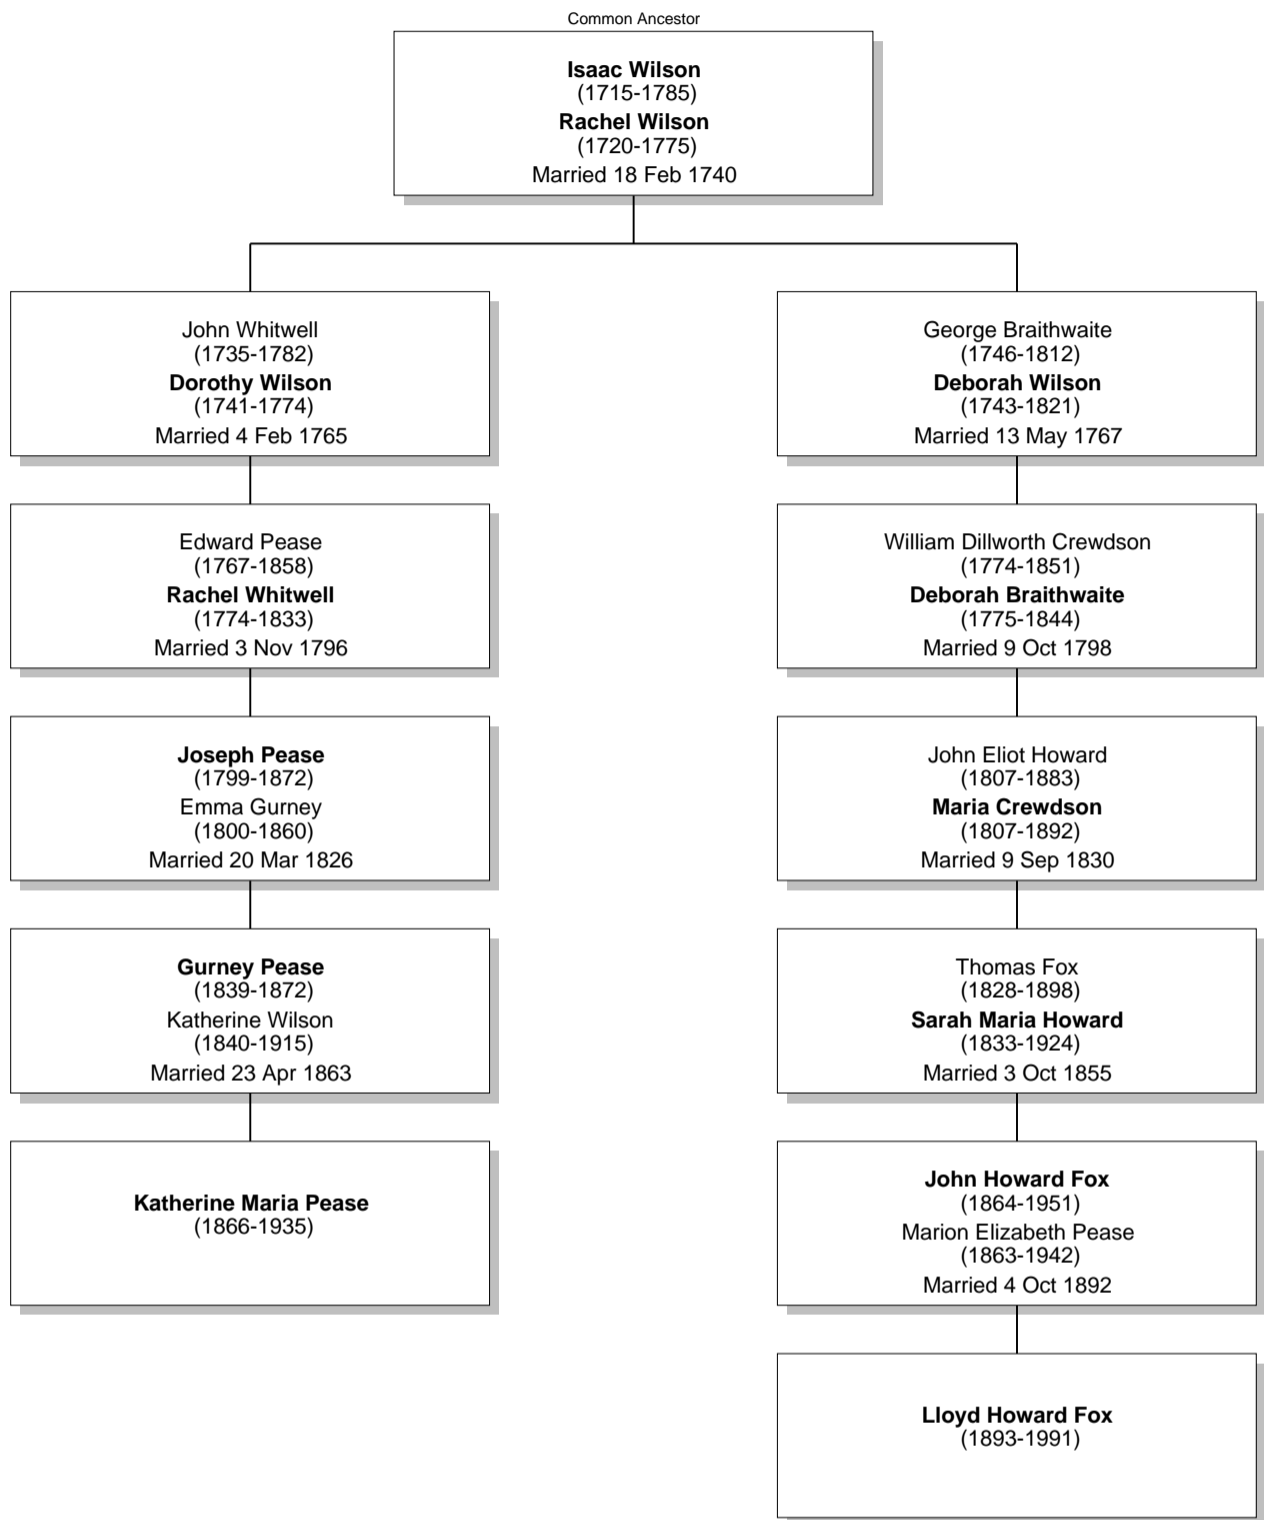 Common Ancestor
Isaac Wilson
(1715-1785)
Rachel Wilson
(1720-1775)
Married 18 Feb 1740
John Whitwell
(1735-1782)
Dorothy Wilson
(1741-1774)
Married 4 Feb 1765
George Braithwaite
(1746-1812)
Deborah Wilson
(1743-1821)
Married 13 May 1767
Edward Pease
(1767-1858)
Rachel Whitwell
(1774-1833)
Married 3 Nov 1796
William Dillworth Crewdson
(1774-1851)
Deborah Braithwaite
(1775-1844)
Married 9 Oct 1798
Joseph Pease
(1799-1872)
Emma Gurney
(1800-1860)
Married 20 Mar 1826
John Eliot Howard
(1807-1883)
Maria Crewdson
(1807-1892)
Married 9 Sep 1830
Gurney Pease
(1839-1872)
Katherine Wilson
(1840-1915)
Married 23 Apr 1863
Thomas Fox
(1828-1898)
Sarah Maria Howard
(1833-1924)
Married 3 Oct 1855
Katherine Maria Pease
(1866-1935)
John Howard Fox
(1864-1951)
Marion Elizabeth Pease
(1863-1942)
Married 4 Oct 1892
Lloyd Howard Fox
(1893-1991)